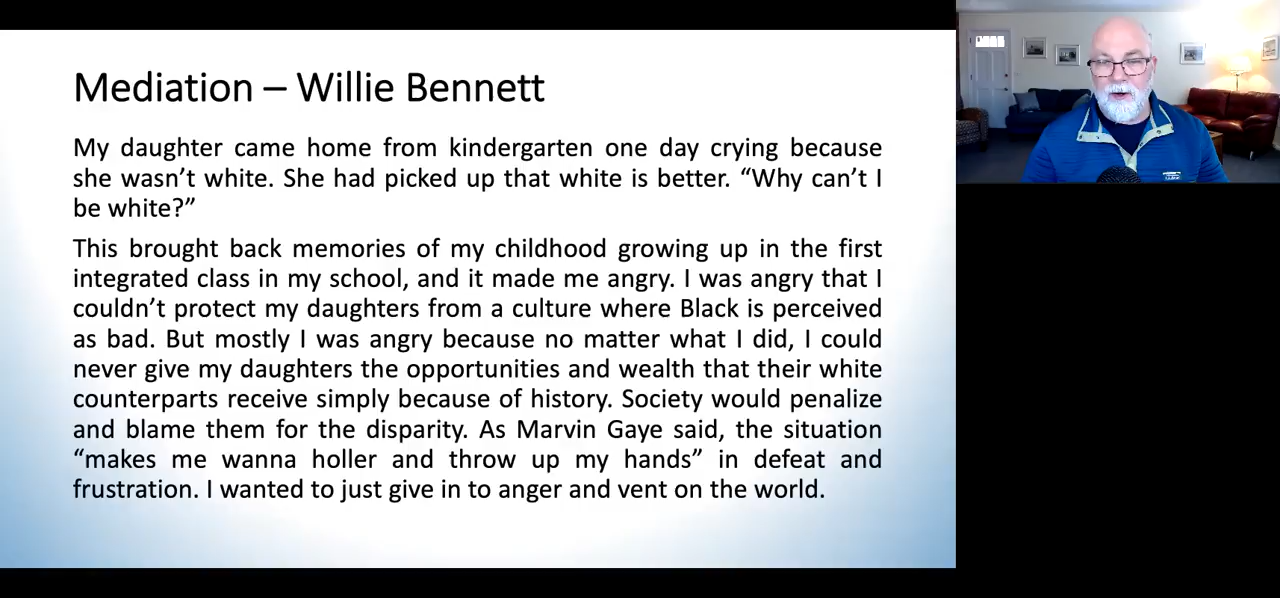 Mediation – Willie Bennett
My daughter came home from kindergarten one day crying because
she wasn’t white. She had picked up that white is better. “Why can’t I
be white?”
This brought back memories of my childhood growing up in the first
integrated class in my school, and it made me angry. I was angry that I
couldn’t protect my daughters from a culture where Black is perceived
as bad. But mostly I was angry because no matter what I did, I could
never give my daughters the opportunities and wealth that their white
counterparts receive simply because of history. Society would penalize
and blame them for the disparity. As Marvin Gaye said, the situation
“makes me wanna holler and throw up my hands” in defeat and
frustration. I wanted to just give in to anger and vent on the world.